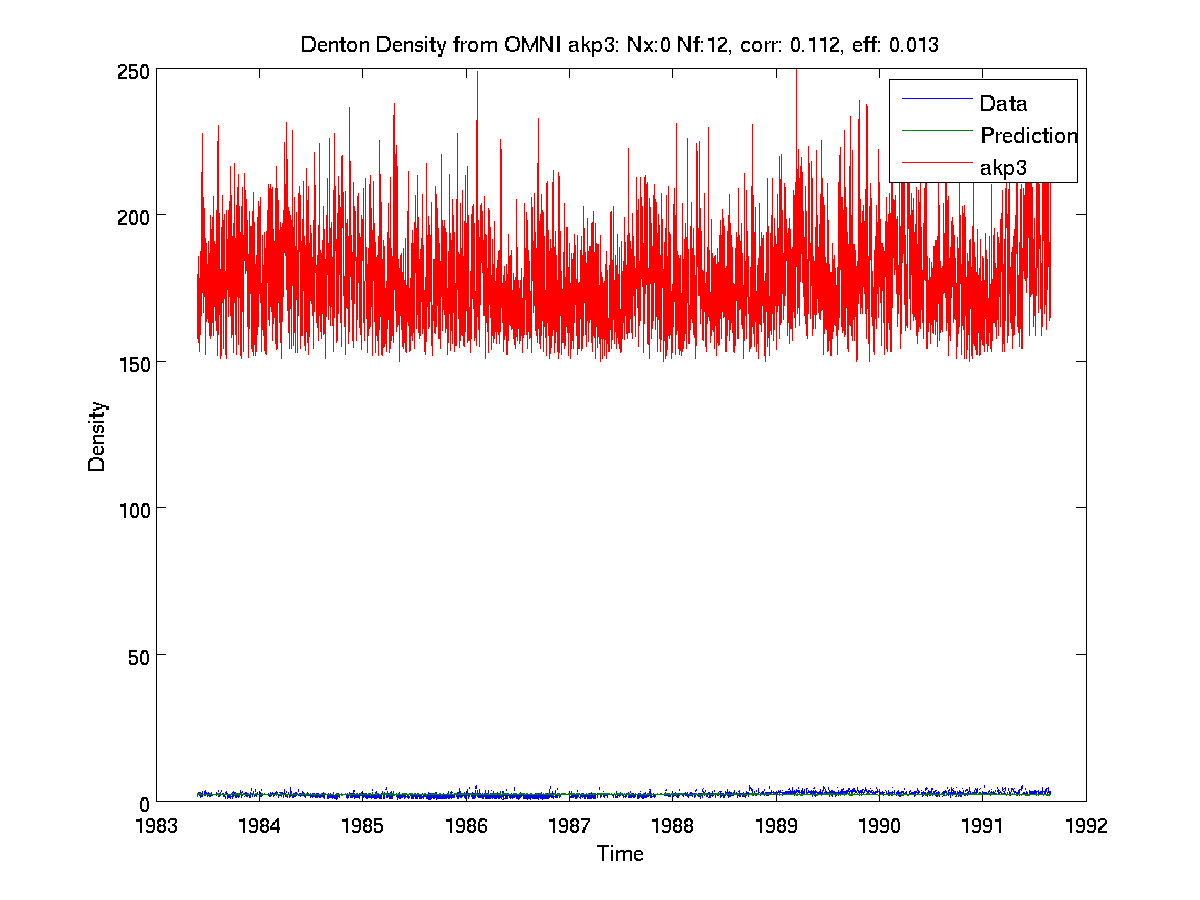 Denton Density from OMNI akp3: Nx:0 Nf:12, corr: 0.112, eff: 0.013
250
200
150
100
50
0
Density
Data
Prediction
akp3
1983 1984 1985 1986 1987 1988 1989 1990 1991 1992
Time